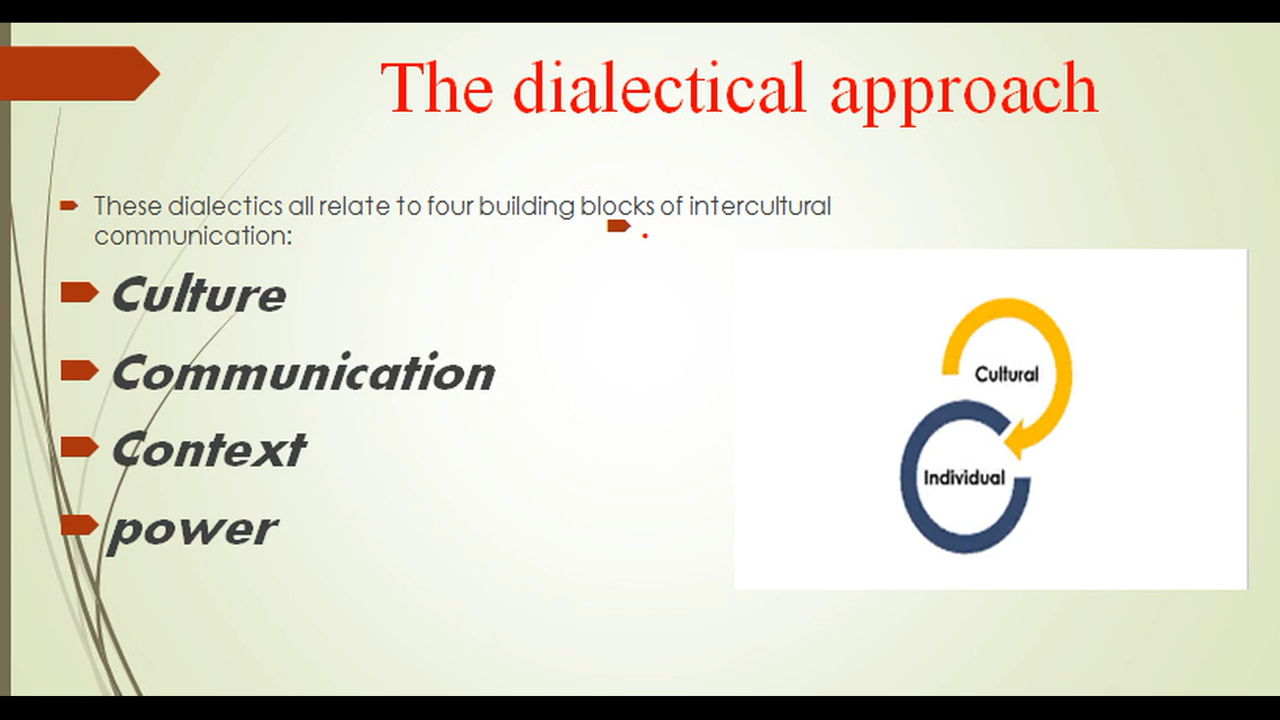 The dialectical approach
These dialectics all relate to four building blocks of intercultural
communication:
.
Culture
Communication
Context
power
Cultural
Individual